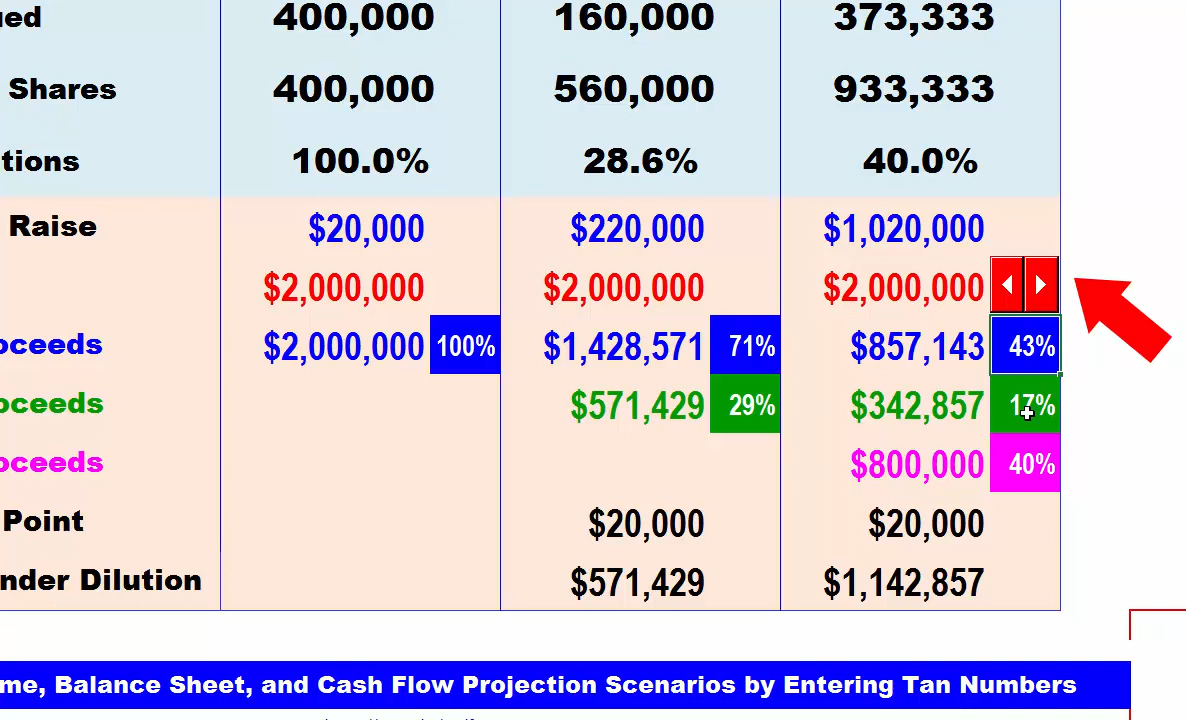 ued 400,000 160,000 373,333
Shares 400,000 560,000 933,333
tions 100.0% 28.6% 40.0%
Raise $20,000 $220,000 $1,020,000
$2,000,000 $2,000,000 $2,000,000
oceeds $2,000,000 100% $1,428,571 71% $857,143 43%
oceeds $571,429 29% $342,857 17%
oceeds $800,000 40%
Point $20,000 $20,000
nder Dilution $571,429 $1,142,857
me, Balance Sheet, and Cash Flow Projection Scenarios by Entering Tan Numbers